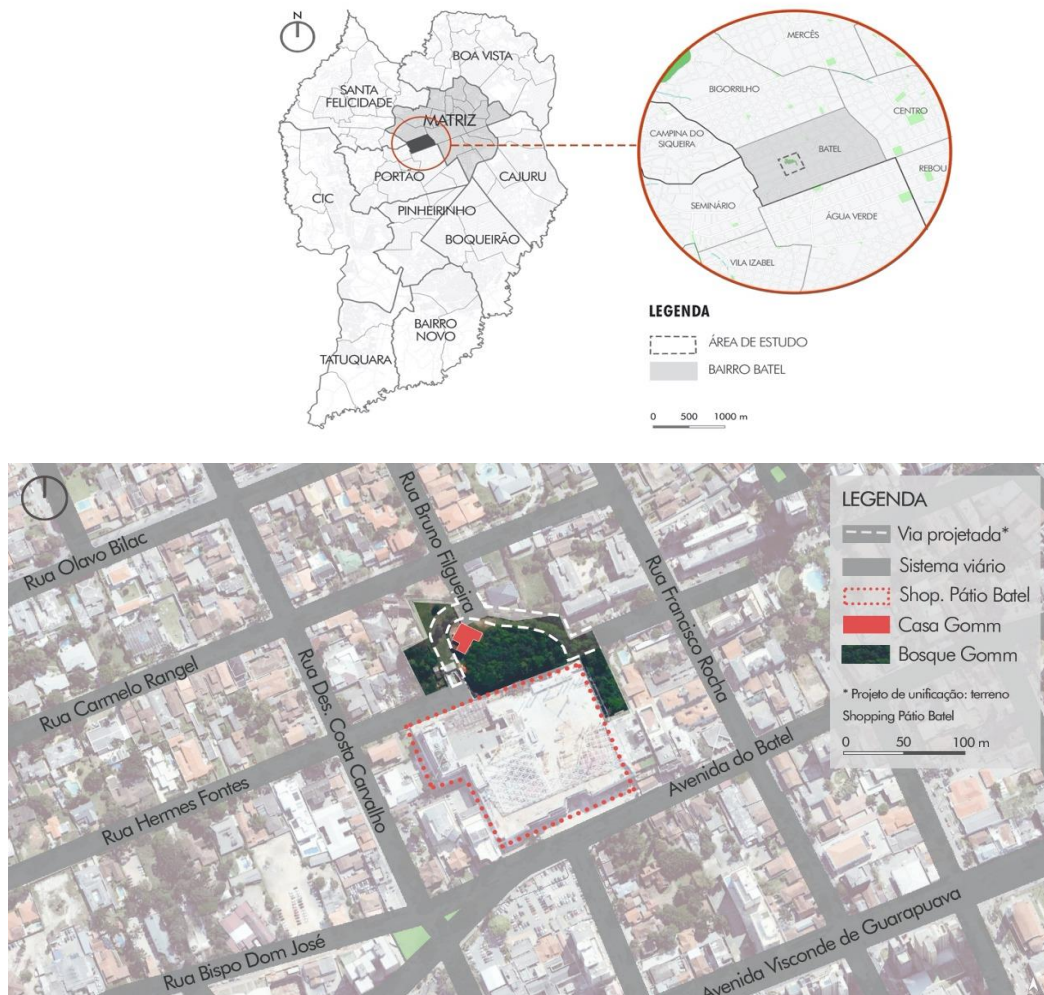 N
BOA VISTA
SANTA
FELICIDADE
MATRIZ
PORTÃO
CAJURU
CIC
PINHEIRINHO
BOQUEIRÃO
BAIRRO
NOVO
TATUQUARA
MERCÊS
BIGORRILHO
CENTRO
CAMPINA DO
SIQUEIRA
BATEL
REBOU
SEMINÁRIO
ÁGUA VERDE
VILA IZABEL
LEGENDA
ÁREA DE ESTUDO
BAIRRO BATEL
0 500 1000 m
Rua Olavo Bilac
Rua Bruno Filgueira
Rua Francisco Rocha
Rua Carmelo Rangel
Rua Des. Costa Carvalho
Rua Hermes Fontes
Avenida do Batel
Rua Bispo Dom José
Avenida Visconde de Guarapuava
LEGENDA
Via projetada*
Sistema viário
Shop. Pátio Batel
Casa Gomm
Bosque Gomm
* Projeto de unificação: terreno
Shopping Pátio Batel
0 50 100 m